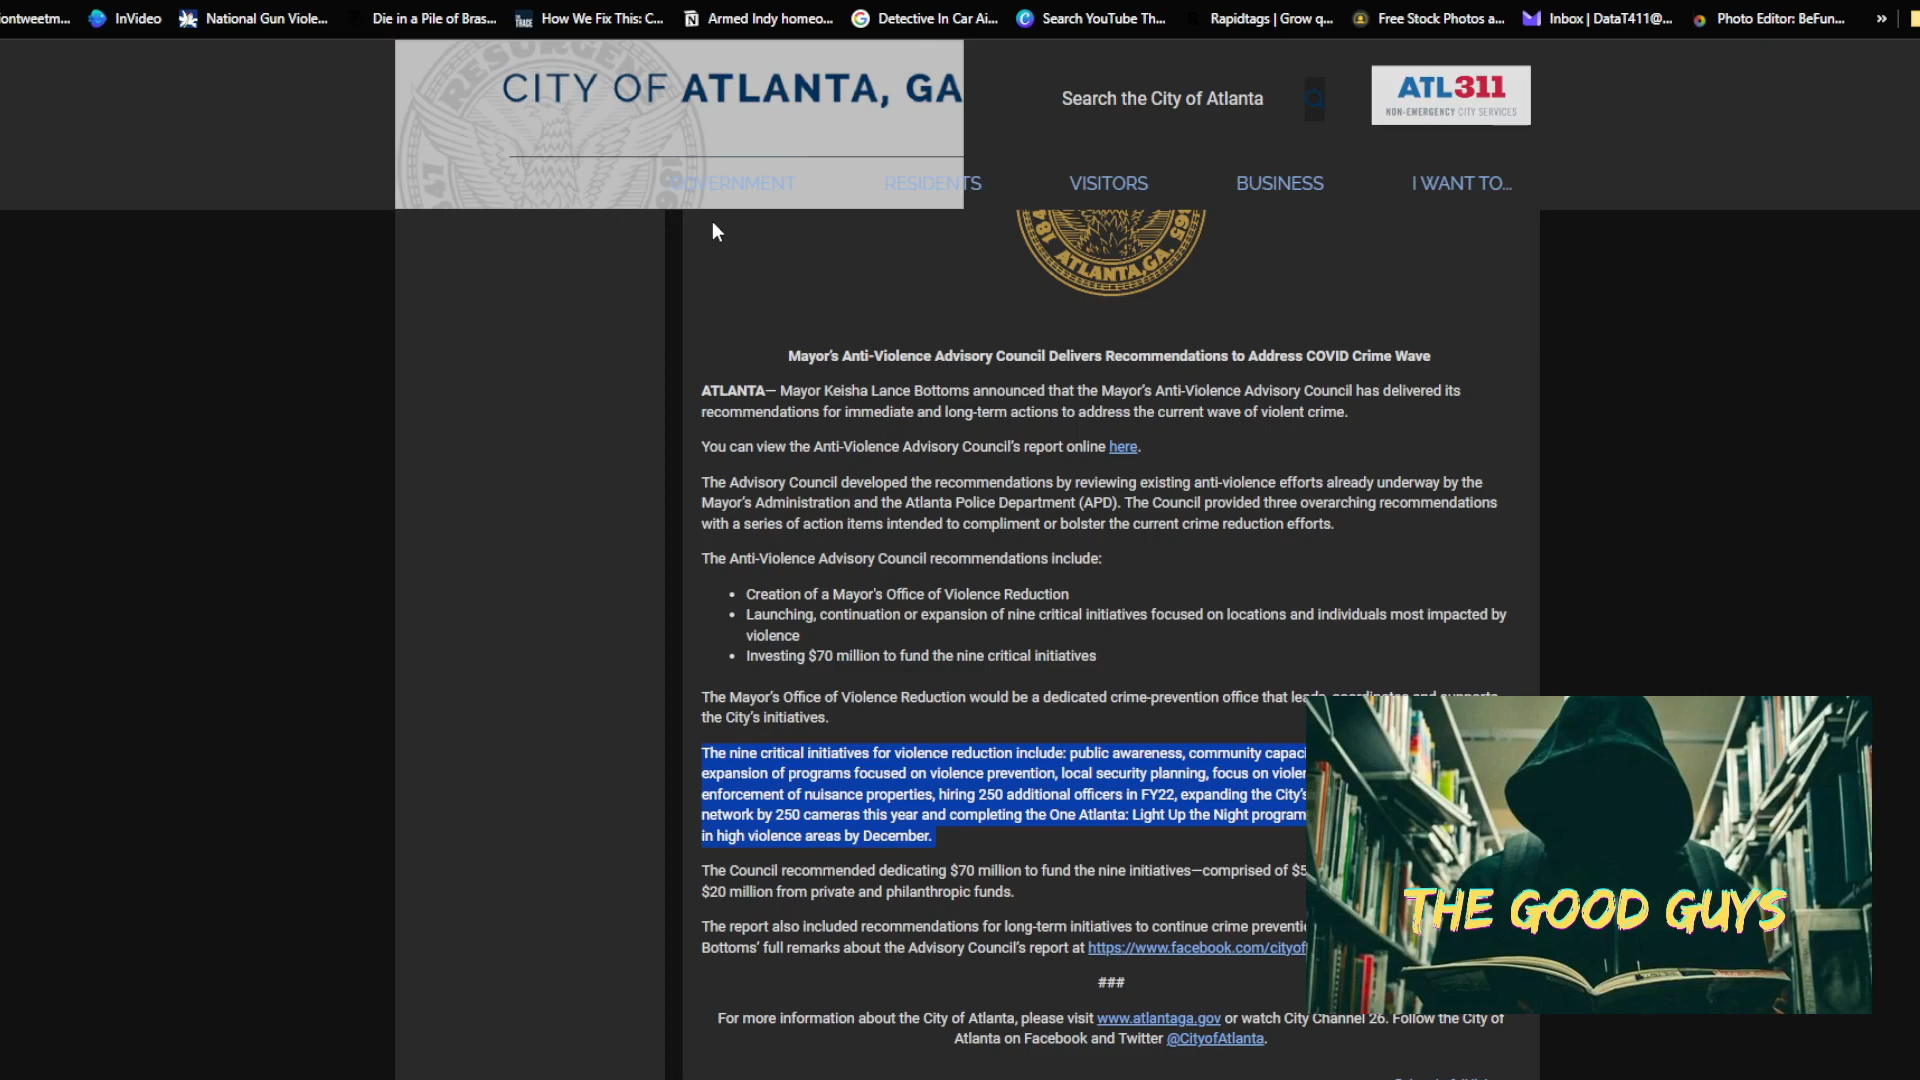 iontweetm...
InVideo
National Gun Viole...
Die in a Pile of Bras...
How We Fix This: C...
Armed Indy homeo...
Detective In Car Ai...
Search YouTube Th...
Rapidtags | Grow q...
Free Stock Photos a...
Inbox | DataT411@...
Photo Editor: BeFun...
»
RESURGEN
CITY OF ATLANTA, GA
Search the City of Atlanta
ATL311
NON-EMERGENCY CITY SERVICES
GOVERNMENT
RESIDENTS
VISITORS
BUSINESS
I WANT TO...
ATLANTA, GA.
Mayor's Anti-Violence Advisory Council Delivers Recommendations to Address COVID Crime Wave
ATLANTA— Mayor Keisha Lance Bottoms announced that the Mayor's Anti-Violence Advisory Council has delivered its
recommendations for immediate and long-term actions to address the current wave of violent crime.
You can view the Anti-Violence Advisory Council's report online here.
The Advisory Council developed the recommendations by reviewing existing anti-violence efforts already underway by the
Mayor's Administration and the Atlanta Police Department (APD). The Council provided three overarching recommendations
with a series of action items intended to compliment or bolster the current crime reduction efforts.
The Anti-Violence Advisory Council recommendations include:
• Creation of a Mayor's Office of Violence Reduction
• Launching, continuation or expansion of nine critical initiatives focused on locations and individuals most impacted by
violence
• Investing $70 million to fund the nine critical initiatives
The Mayor's Office of Violence Reduction would be a dedicated crime-prevention office that leads, coordinates and supports
the City's initiatives.
The nine critical initiatives for violence reduction include: public awareness, community capaci
expansion of programs focused on violence prevention, local security planning, focus on violen
enforcement of nuisance properties, hiring 250 additional officers in FY22, expanding the City's
network by 250 cameras this year and completing the One Atlanta: Light Up the Night program
in high violence areas by December.
The Council recommended dedicating $70 million to fund the nine initiatives—comprised of $5
$20 million from private and philanthropic funds.
The report also included recommendations for long-term initiatives to continue crime preventio
Bottoms' full remarks about the Advisory Council's report at https://www.facebook.com/cityof
###
For more information about the City of Atlanta, please visit www.atlantaga.gov or watch City Channel 26. Follow the City of
Atlanta on Facebook and Twitter @CityofAtlanta.
THE GOOD GUYS